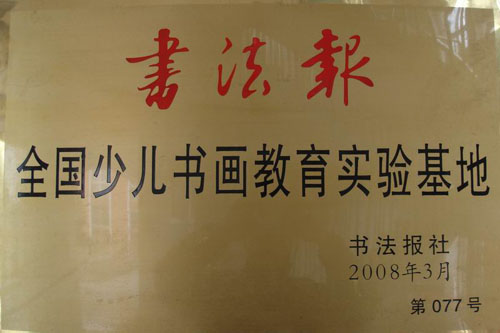 書法報
全国少儿书画教育实验基地
书法报社
2008年3月
第077号